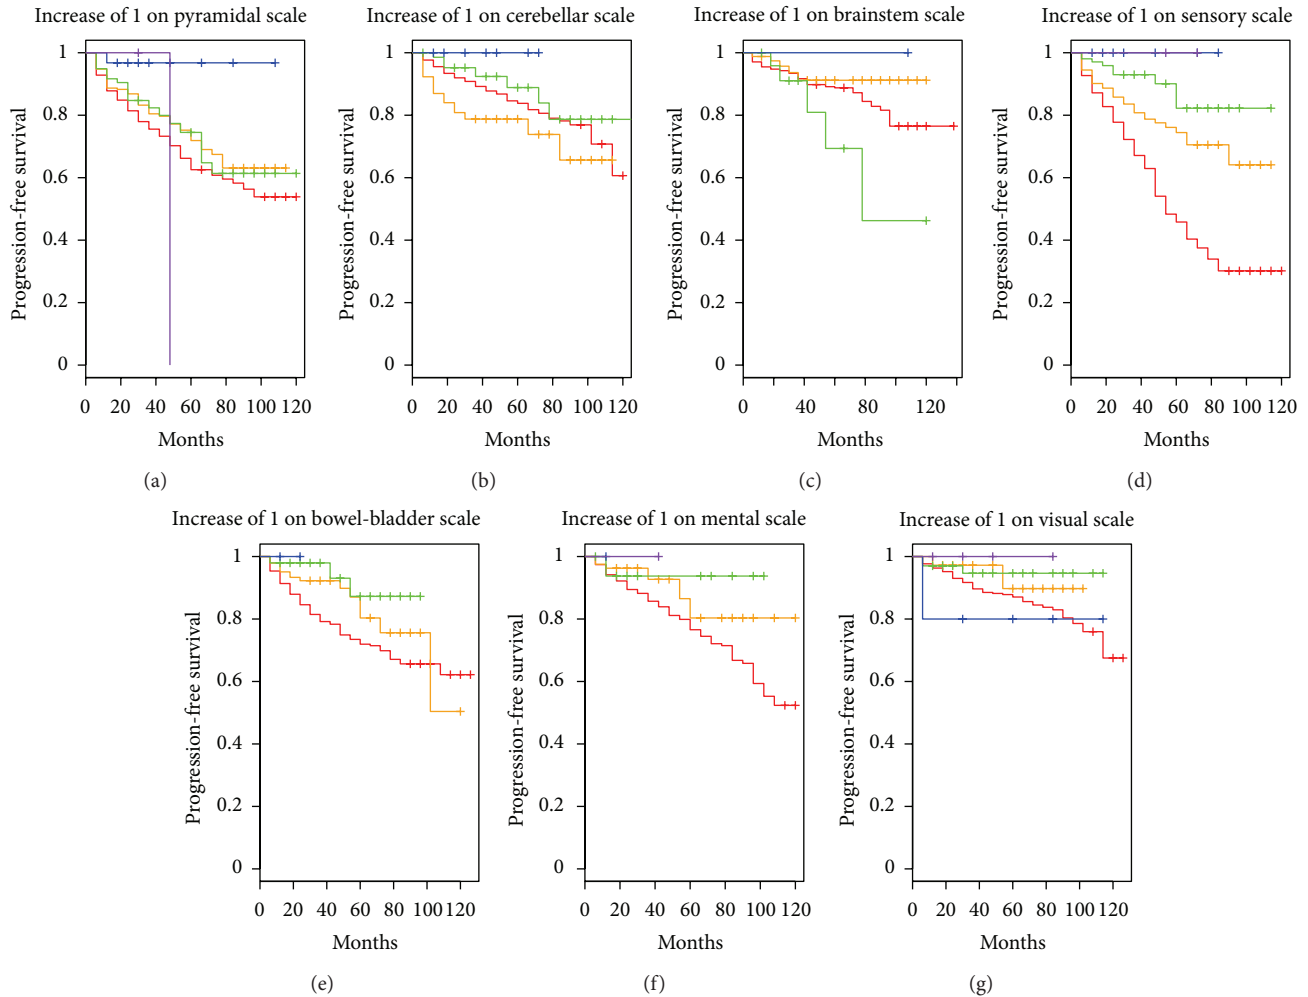 Increase of 1 on pyramidal scale
Progression-free survival
1
0.8
0.6
0.4
0.2
0
0 20 40 60 80 100 120
Months
(a)
Increase of 1 on cerebellar scale
Progression-free survival
1
0.8
0.6
0.4
0.2
0
0 20 40 60 80 100 120
Months
(b)
Increase of 1 on brainstem scale
Progression-free survival
1
0.8
0.6
0.4
0.2
0
0 40 80 120
Months
(c)
Increase of 1 on sensory scale
Progression-free survival
1
0.8
0.6
0.4
0.2
0
0 20 40 60 80 100 120
Months
(d)
Increase of 1 on bowel-bladder scale
Progression-free survival
1
0.8
0.6
0.4
0.2
0
0 20 40 60 80 100 120
Months
(e)
Increase of 1 on mental scale
Progression-free survival
1
0.8
0.6
0.4
0.2
0
0 20 40 60 80 100 120
Months
(f)
Increase of 1 on visual scale
Progression-free survival
1
0.8
0.6
0.4
0.2
0
0 20 40 60 80 100 120
Months
(g)